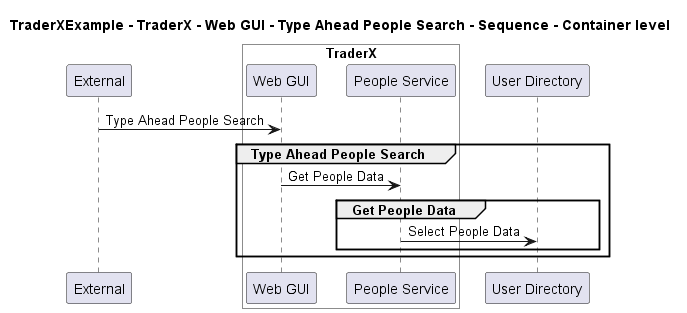 TraderXExample - TraderX - Web GUI - Type Ahead People Search - Sequence - Container level
TraderX
External
Web GUI
People Service
User Directory
Type Ahead People Search
Type Ahead People Search
Get People Data
Get People Data
Select People Data
External
Web GUI
People Service
User Directory